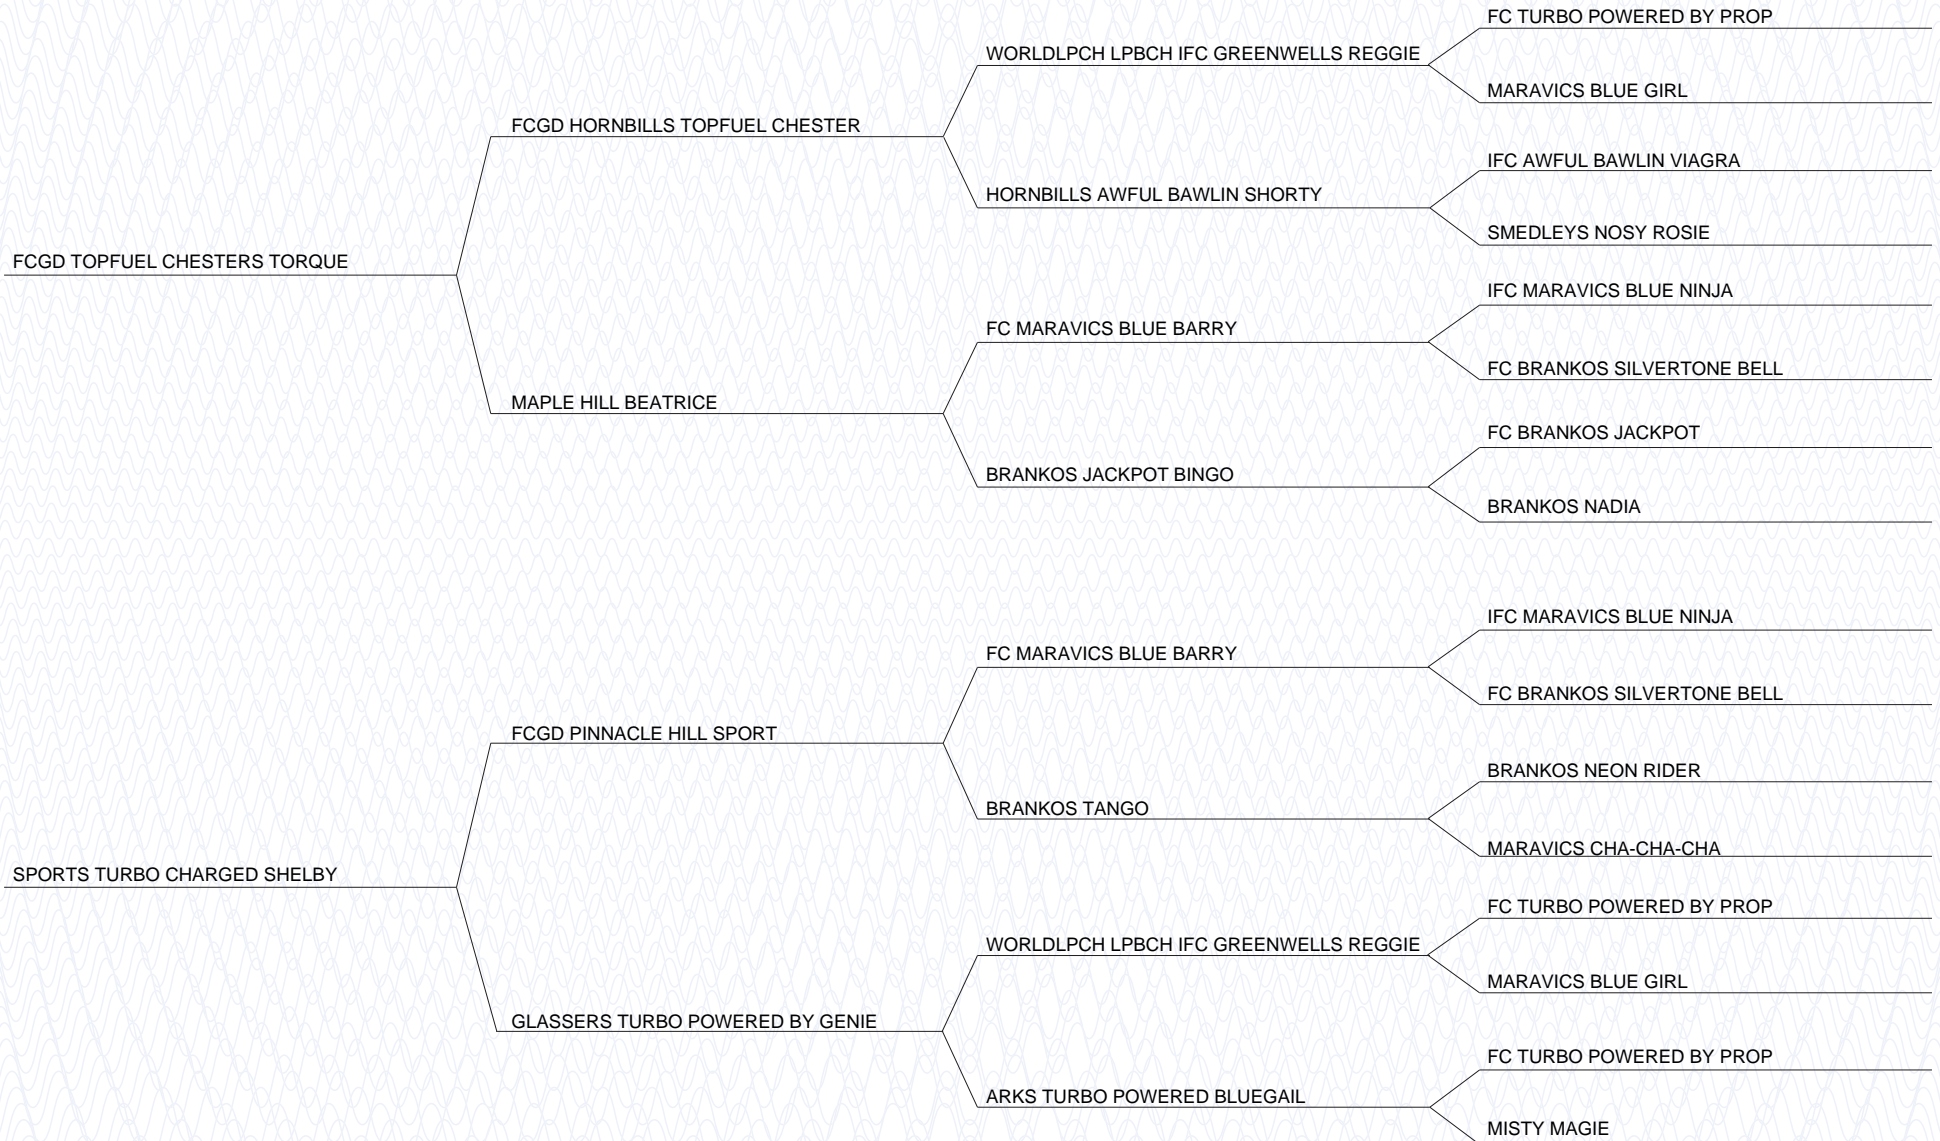 FC TURBO POWERED BY PROP
WORLDLPCH LPBCH IFC GREENWELLS REGGIE
MARAVICS BLUE GIRL
FCGD HORNBILLS TOPFUEL CHESTER
IFC AWFUL BAWLIN VIAGRA
HORNBILLS AWFUL BAWLIN SHORTY
SMEDLEYS NOSY ROSIE
FCGD TOPFUEL CHESTERS TORQUE
IFC MARAVICS BLUE NINJA
FC MARAVICS BLUE BARRY
FC BRANKOS SILVERTONE BELL
MAPLE HILL BEATRICE
FC BRANKOS JACKPOT
BRANKOS JACKPOT BINGO
BRANKOS NADIA
IFC MARAVICS BLUE NINJA
FC MARAVICS BLUE BARRY
FC BRANKOS SILVERTONE BELL
FCGD PINNACLE HILL SPORT
BRANKOS NEON RIDER
BRANKOS TANGO
MARAVICS CHA-CHA-CHA
SPORTS TURBO CHARGED SHELBY
FC TURBO POWERED BY PROP
WORLDLPCH LPBCH IFC GREENWELLS REGGIE
MARAVICS BLUE GIRL
GLASSERS TURBO POWERED BY GENIE
FC TURBO POWERED BY PROP
ARKS TURBO POWERED BLUEGAIL
MISTY MAGIE